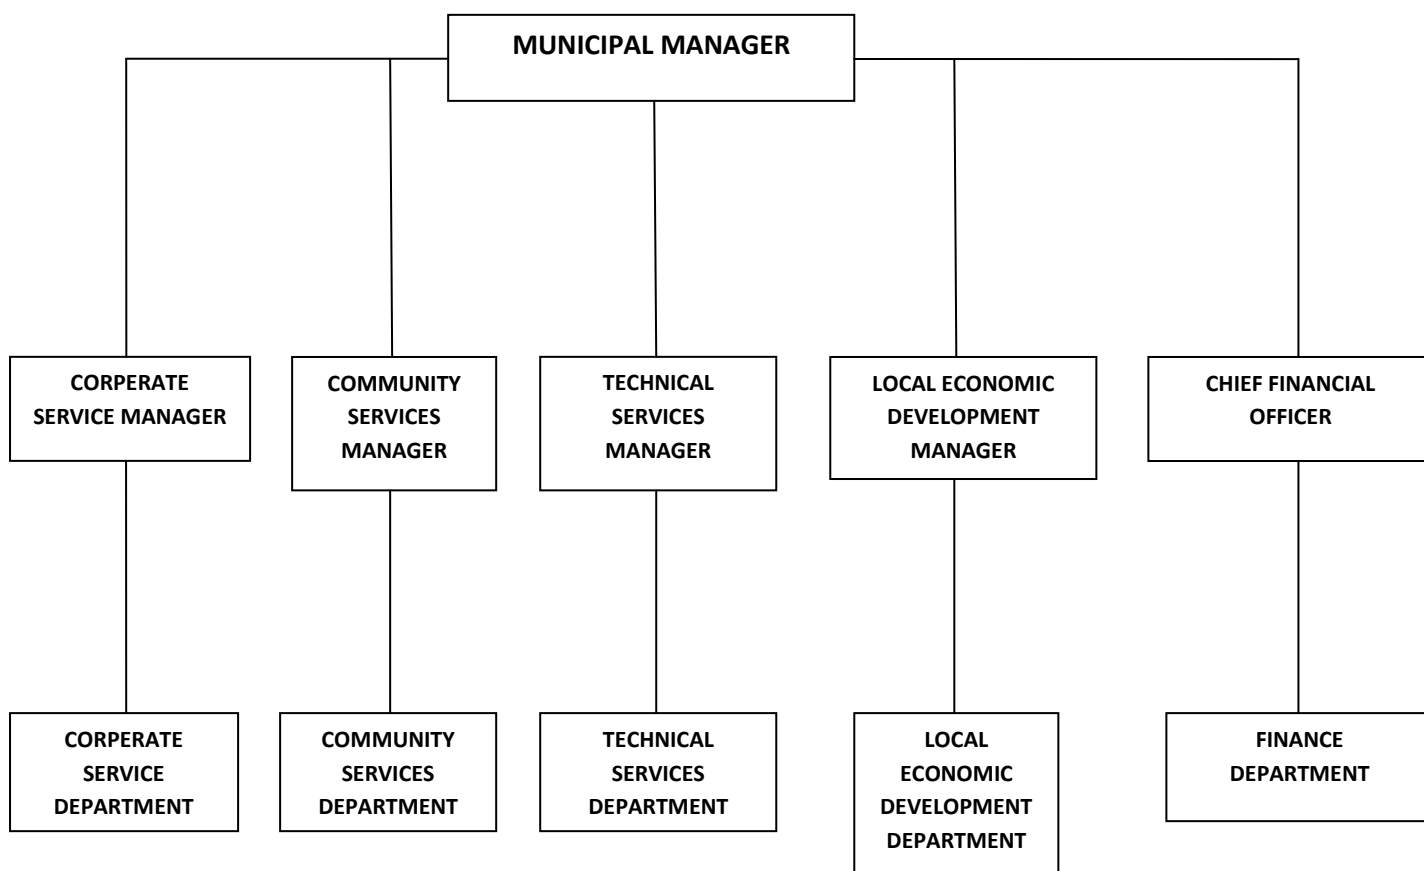 MUNICIPAL MANAGER
CORPERATE
SERVICE MANAGER
COMMUNITY
SERVICES
MANAGER
TECHNICAL
SERVICES
MANAGER
LOCAL ECONOMIC
DEVELOPMENT
MANAGER
CHIEF FINANCIAL
OFFICER
CORPERATE
SERVICE
DEPARTMENT
COMMUNITY
SERVICES
DEPARTMENT
TECHNICAL
SERVICES
DEPARTMENT
LOCAL
ECONOMIC
DEVELOPMENT
DEPARTMENT
FINANCE
DEPARTMENT